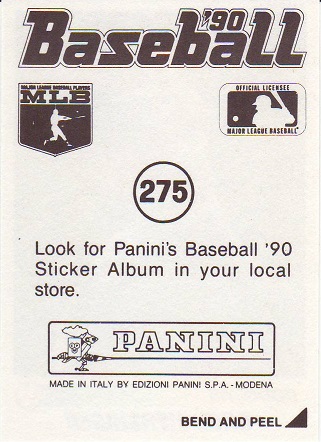 '90
Baseball
MAJOR LEAGUE BASEBALL PLAYERS
MLB
OFFICIAL LICENSEE
MAJOR LEAGUE BASEBALL®
275
Look for Panini's Baseball '90
Sticker Album in your local
store.
PANINI
MADE IN ITALY BY EDIZIONI PANINI S.P.A. - MODENA
BEND AND PEEL